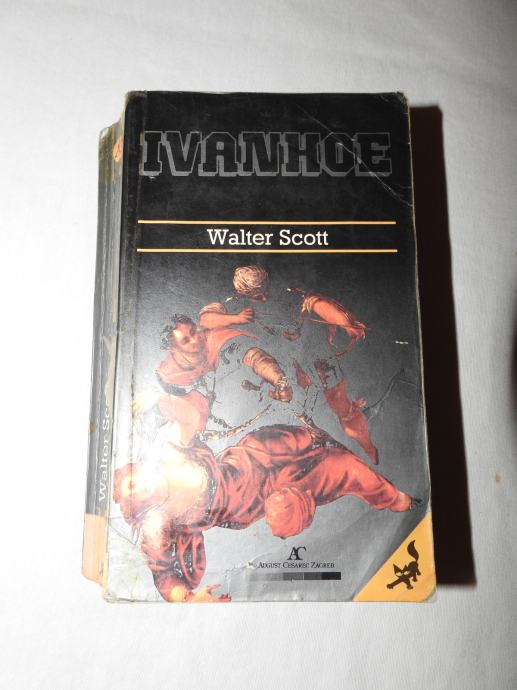 IVANHOE
Walter Scott
AC
AUGUST CESAREC ZAGREB
Walter Sc